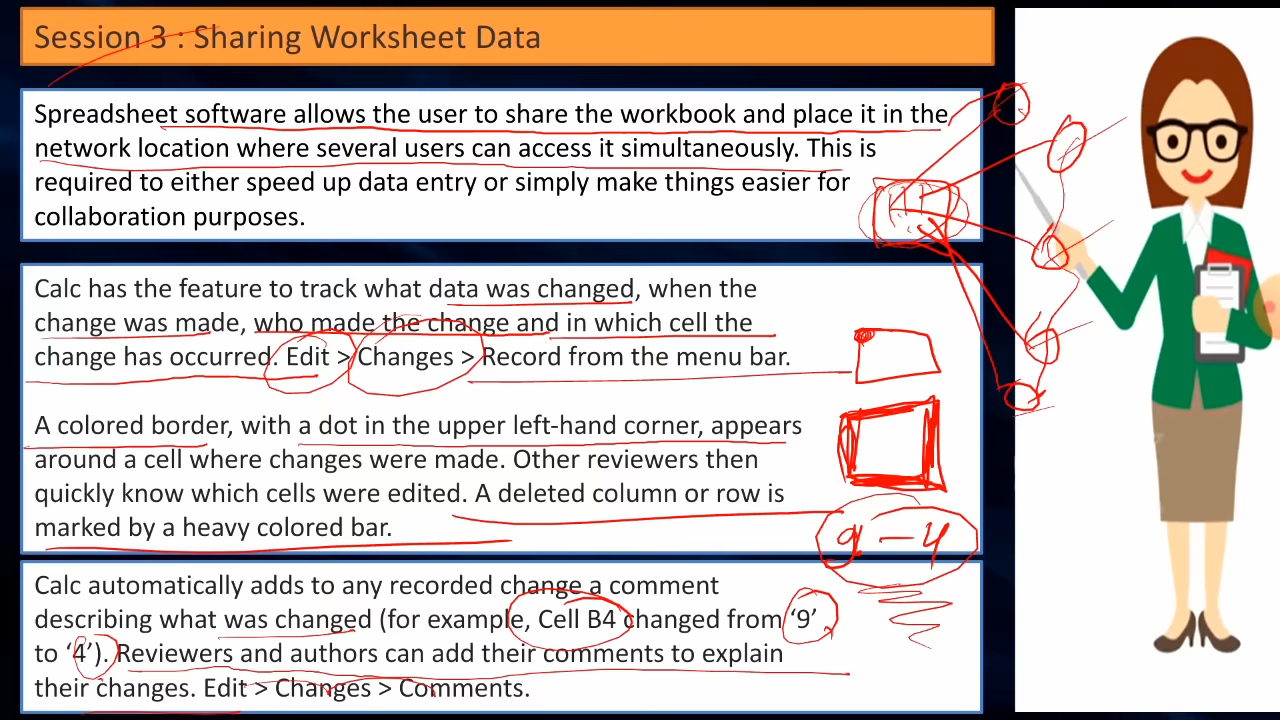 Session 3 : Sharing Worksheet Data
Spreadsheet software allows the user to share the workbook and place it in the
network location where several users can access it simultaneously. This is
required to either speed up data entry or simply make things easier for
collaboration purposes.
Calc has the feature to track what data was changed, when the
change was made, who made the change and in which cell the
change has occurred. Edit > Changes > Record from the menu bar.
A colored border, with a dot in the upper left-hand corner, appears
around a cell where changes were made. Other reviewers then
quickly know which cells were edited. A deleted column or row is
marked by a heavy colored bar.
9 - 4
Calc automatically adds to any recorded change a comment
describing what was changed (for example, Cell B4 changed from ‘9’
to ‘4’). Reviewers and authors can add their comments to explain
their changes. Edit > Changes > Comments.